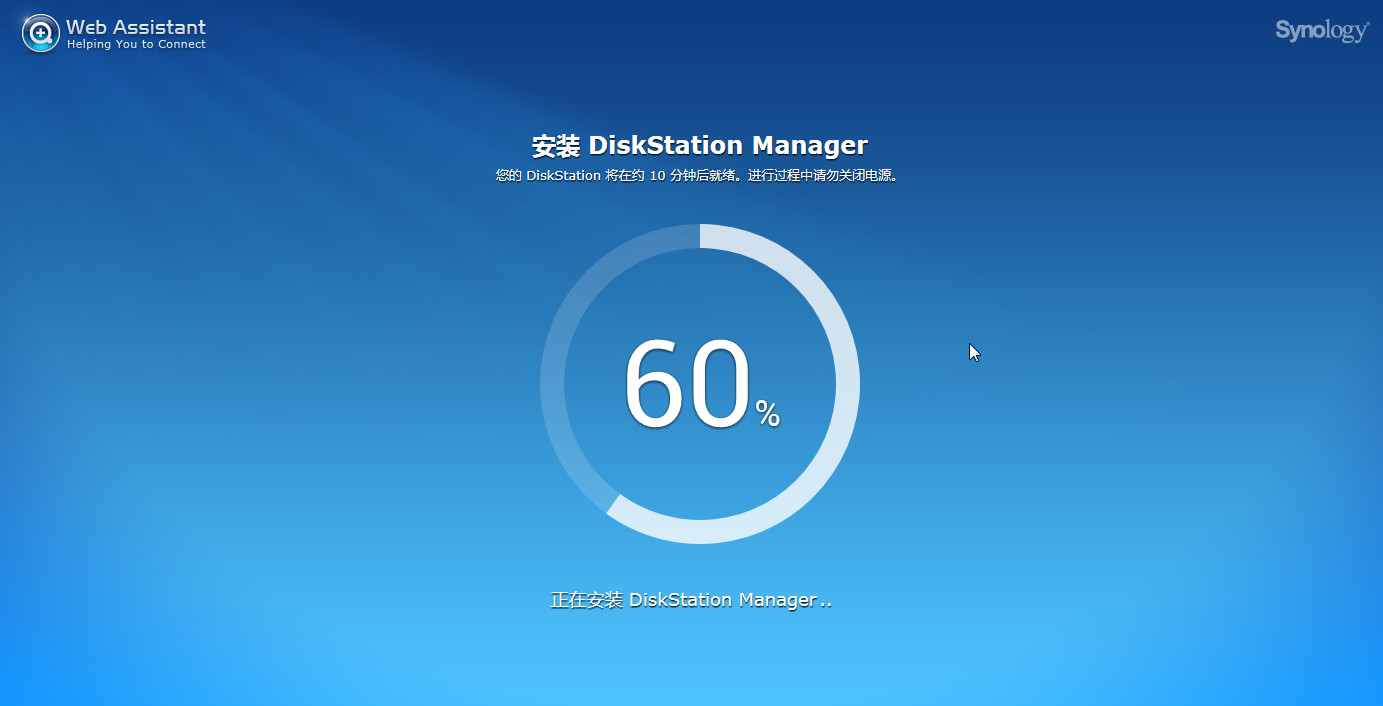 Web Assistant
Helping You to Connect
Synology
安装 DiskStation Manager
您的 DiskStation 将在约 10 分钟后就绪。进行过程中请勿关闭电源。
60%
正在安装 DiskStation Manager..